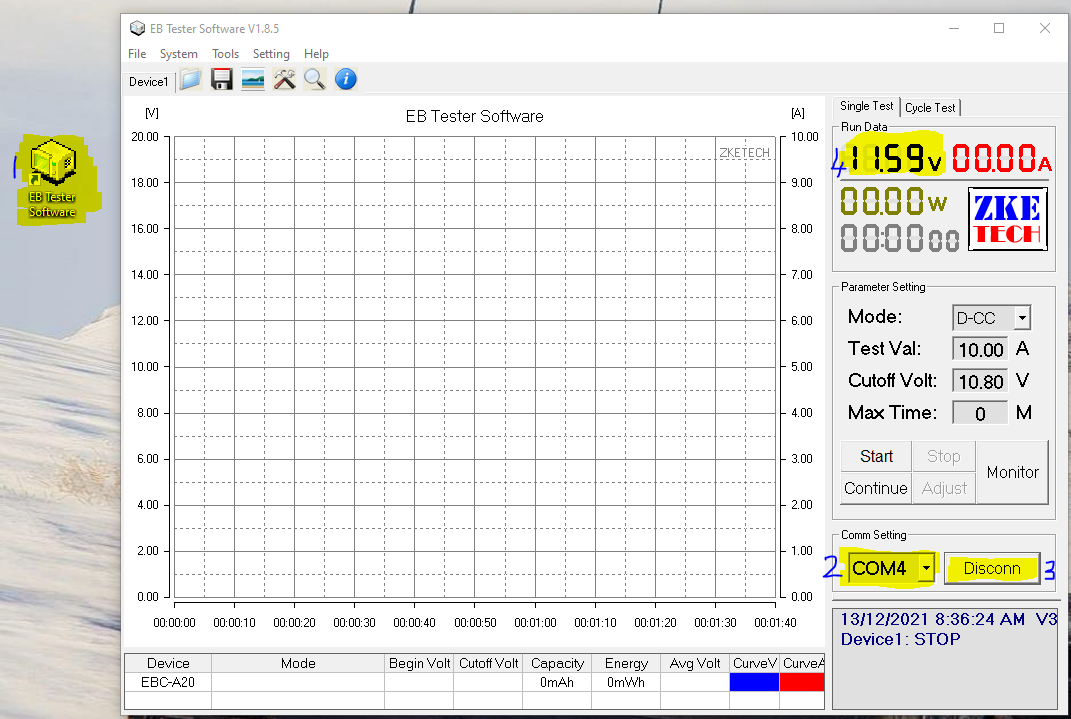 EB Tester Software V1.8.5
File System Tools Setting Help
Device1
1
EB Tester
Software
[V]
EB Tester Software
[A]
ZKETECH
20.00
18.00
16.00
14.00
12.00
10.00
8.00
6.00
4.00
2.00
0.00
10.00
9.00
8.00
7.00
6.00
5.00
4.00
3.00
2.00
1.00
0.00
00:00:00 00:00:10 00:00:20 00:00:30 00:00:40 00:00:50 00:01:00 00:01:10 00:01:20 00:01:30 00:01:40
Device Mode Begin Volt Cutoff Volt Capacity Energy Avg Volt CurveV CurveA
EBC-A20 0mAh 0mWh
Single Test Cycle Test
Run Data
4 11.59V 00.00A
00.00W
00:0000
ZKE
TECH
Parameter Setting
Mode: D-CC
Test Val: 10.00 A
Cutoff Volt: 10.80 V
Max Time: 0 M
Start Stop Monitor
Continue Adjust
Comm Setting
2 COM4 Disconn 3
13/12/2021 8:36:24 AM V3
Device1: STOP